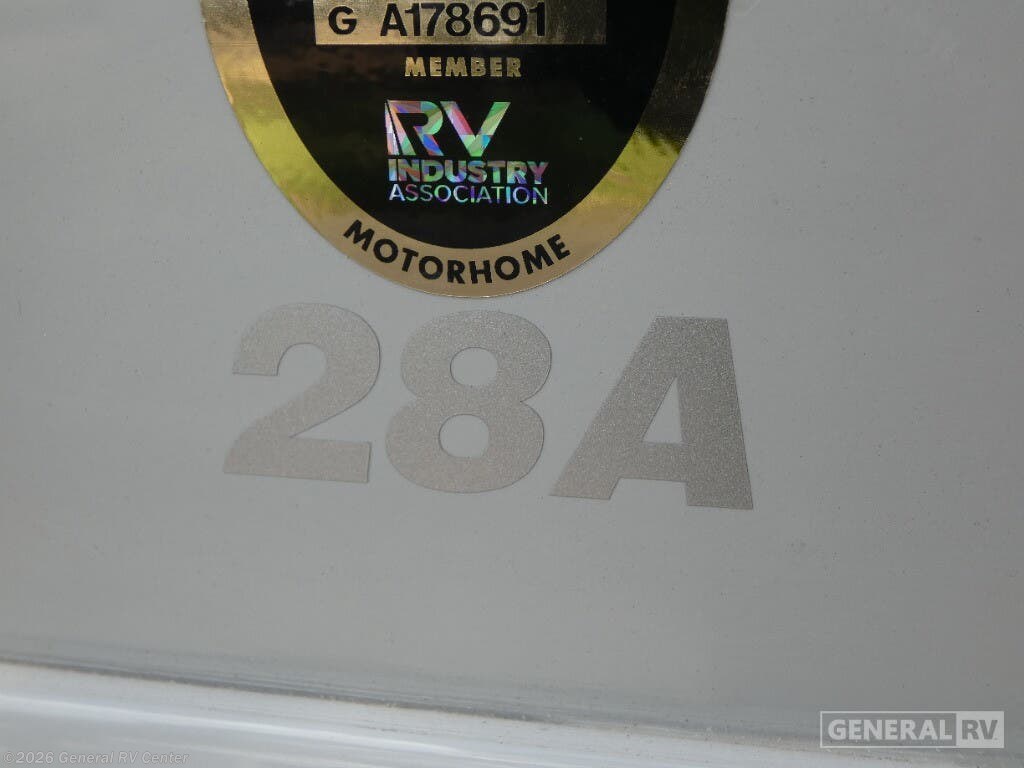 G A178691
MEMBER
RV
INDUSTRY
ASSOCIATION
MOTORHOME
28A
GENERAL RV
©2026 General RV Center